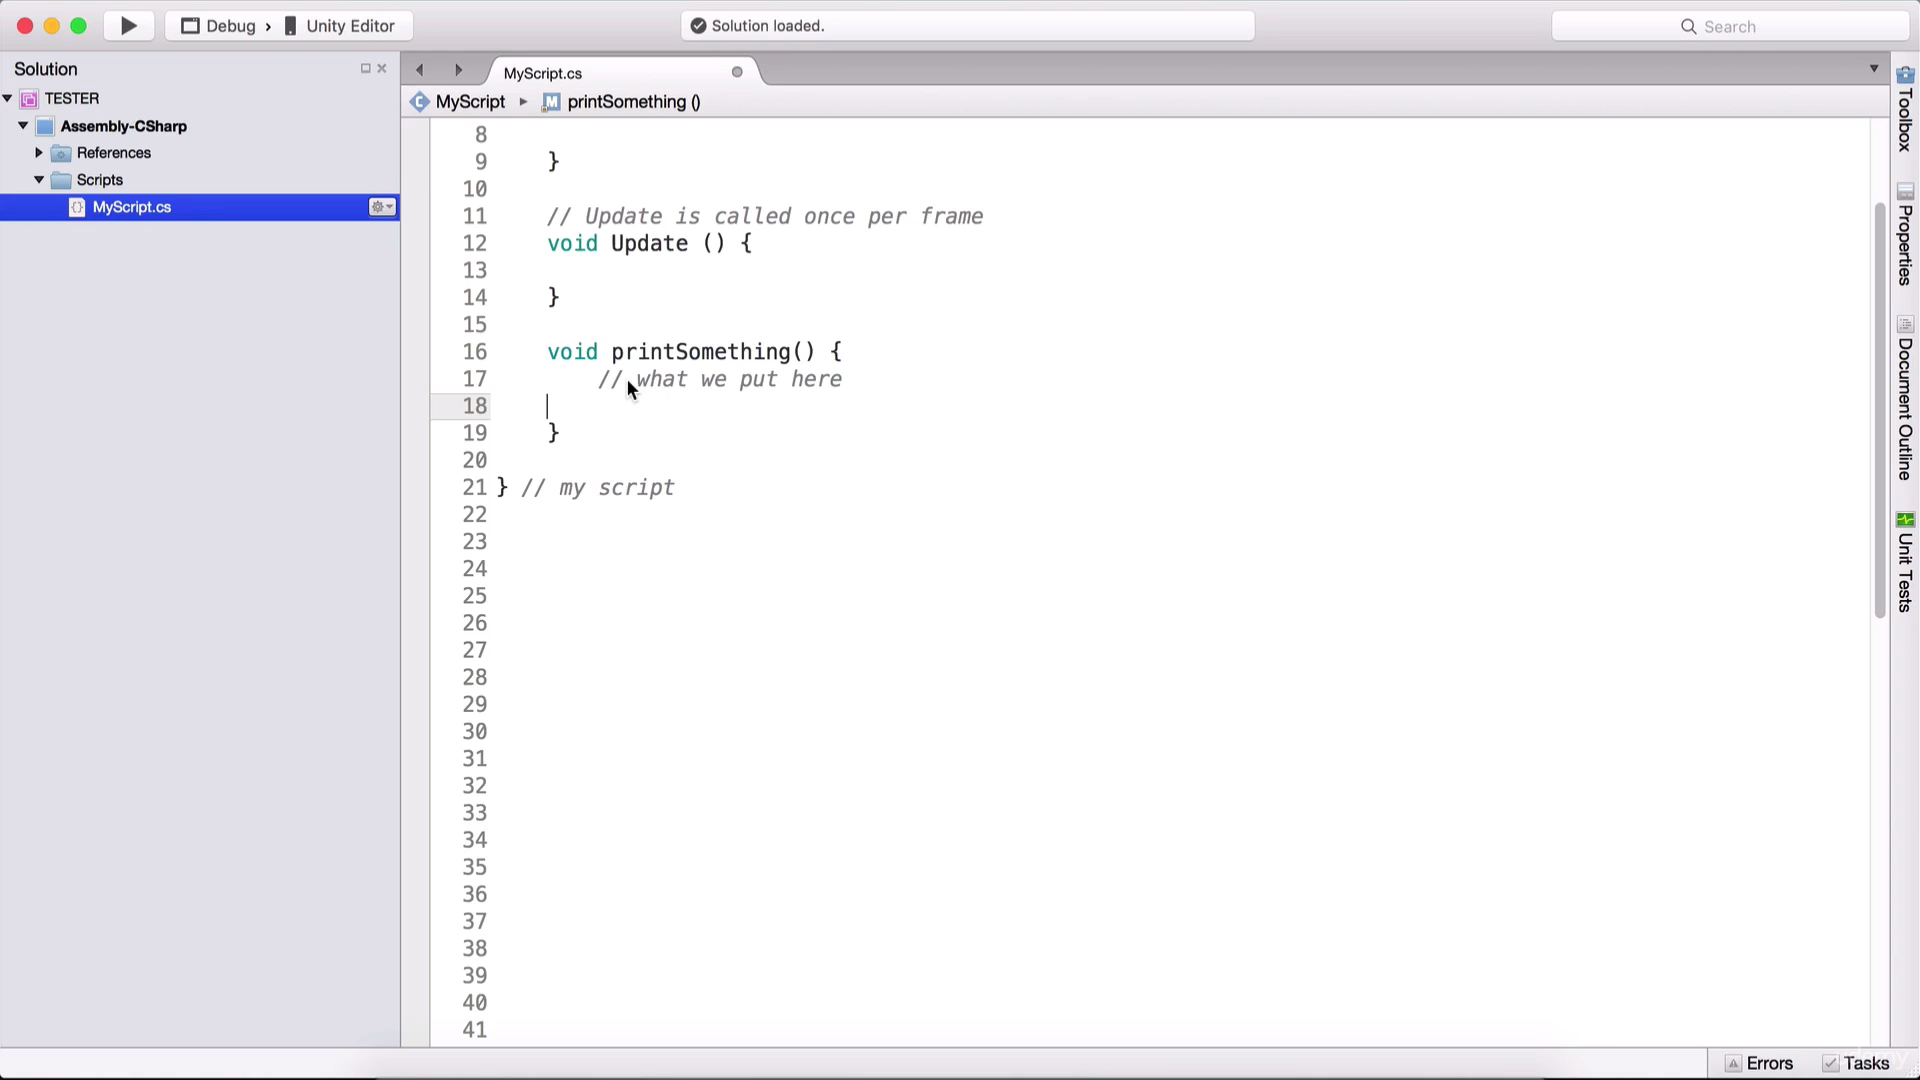 Debug › Unity Editor
Solution loaded.
Search
Solution
TESTER
Assembly-CSharp
References
Scripts
MyScript.cs
MyScript.cs
MyScript ▸ printSomething ()
8
9 }
10
11 // Update is called once per frame
12 void Update () {
13
14 }
15
16 void printSomething() {
17 // what we put here
18
19 }
20
21 } // my script
22
23
24
25
26
27
28
29
30
31
32
33
34
35
36
37
38
39
40
41
Toolbox
Properties
Document Outline
Unit Tests
Errors
Tasks